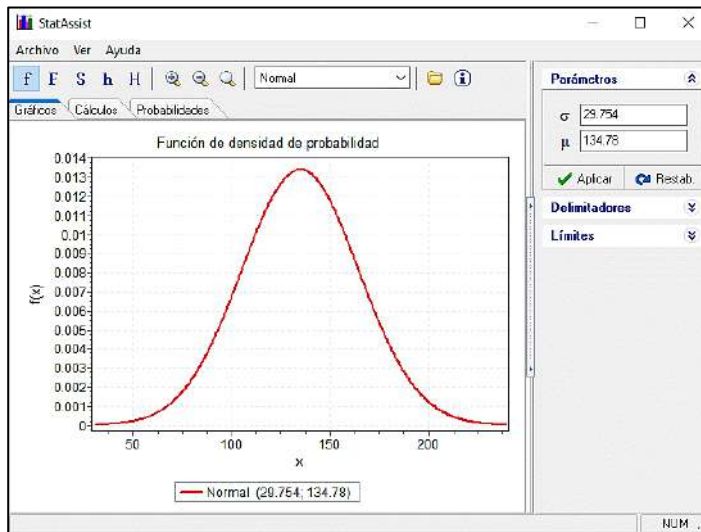 StatAssist
Archivo Ver Ayuda
f F S h H Normal
Gráficos Cálculos Probabilidades
Función de densidad de probabilidad
0.014
0.013
0.012
0.011
0.01
0.009
0.008
0.007
0.006
0.005
0.004
0.003
0.002
0.001
0
f(x)
50 100 150 200
x
Normal (29.754; 134.78)
Parámetros
σ 29.754
μ 134.78
Aplicar Restab.
Delimitadores
Límites
NUM